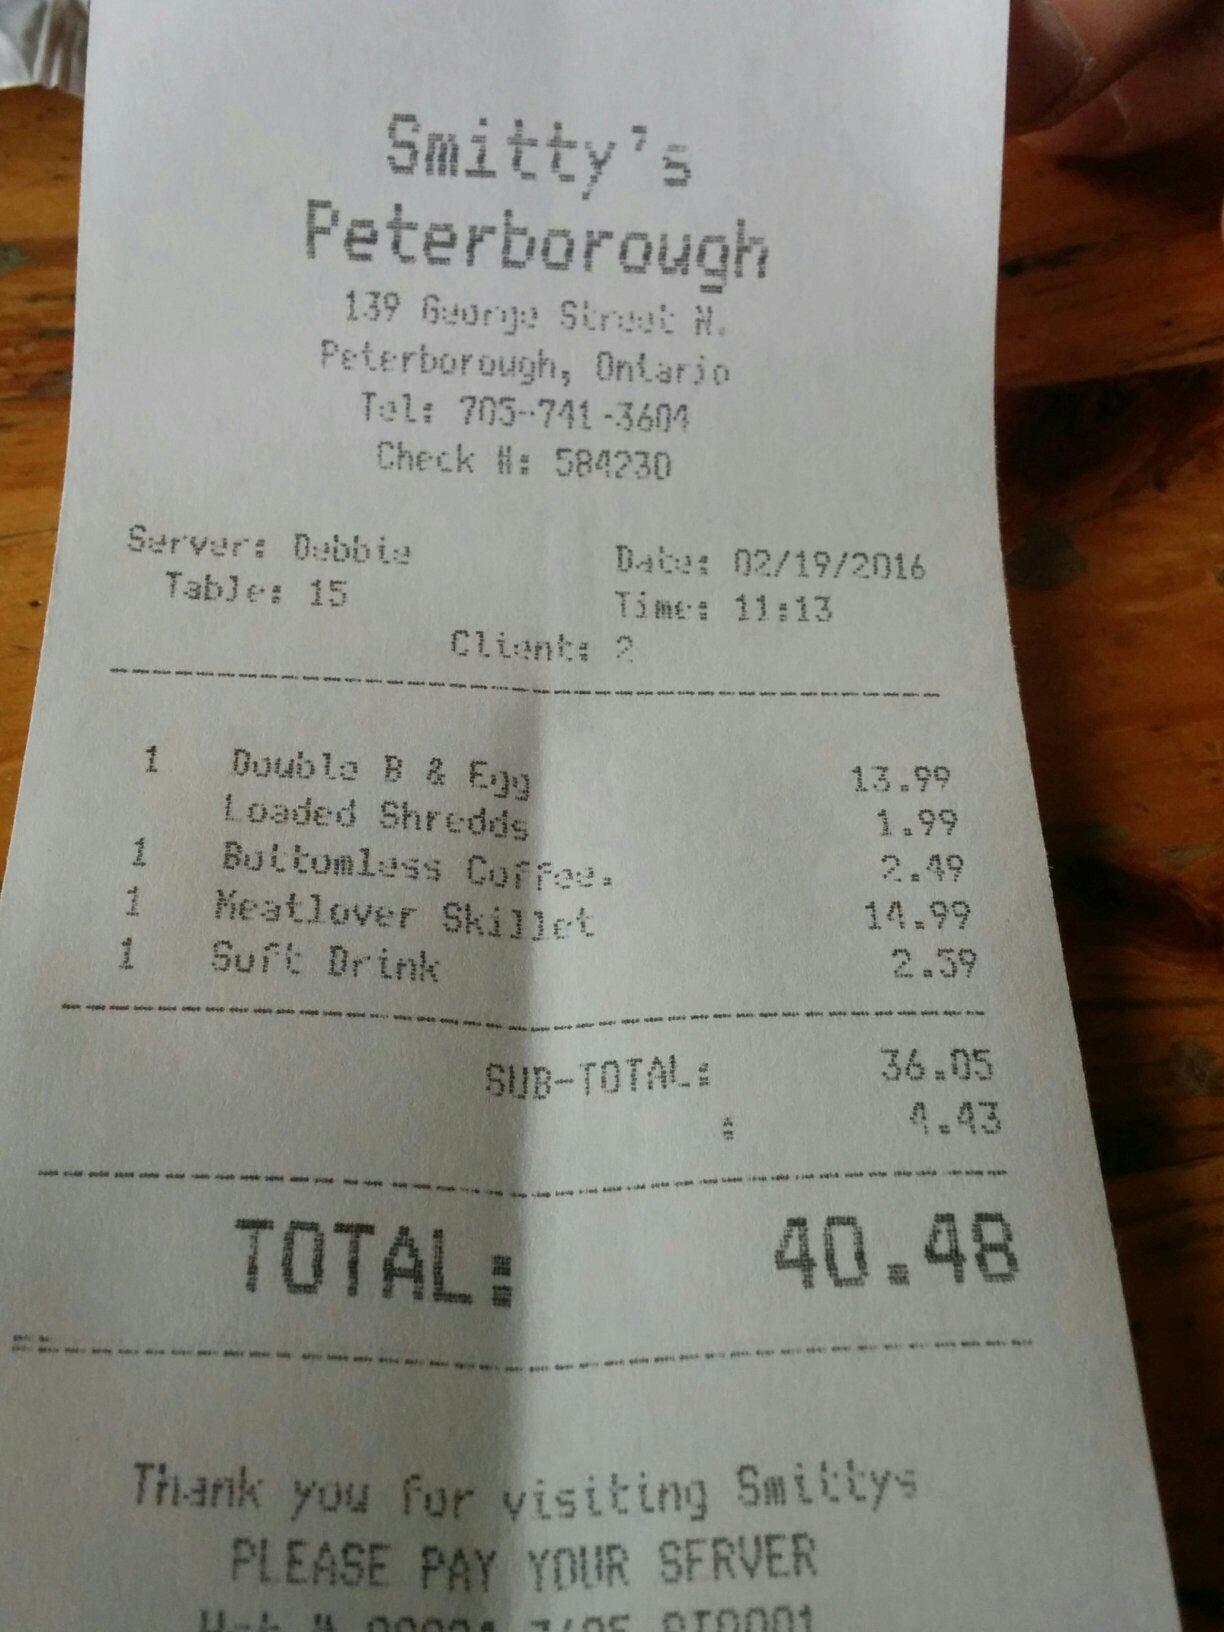 Smitty's
Peterborough
139 George Street N.
Peterborough, Ontario
Tel: 705-741-3604
Check #: 584230
Server: Debbie Date: 02/19/2016
Table: 15 Time: 11:13
Client: 2
1 Double B & Egg 13.99
Loaded Shredds 1.99
1 Bottomless Coffee. 2.49
1 Meatlover Skillet 14.99
1 Soft Drink 2.59
SUB-TOTAL: 36.05
: 4.43
TOTAL: 40.48
Thank you for visiting Smittys
PLEASE PAY YOUR SERVER